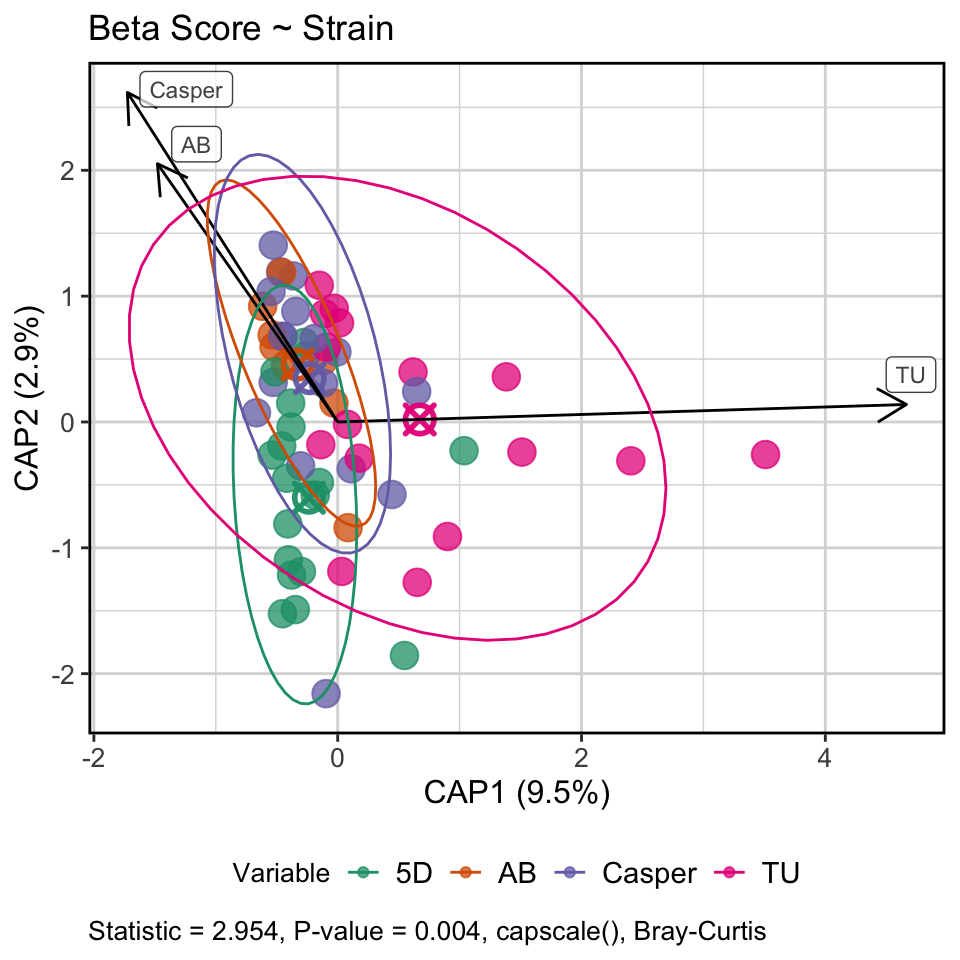 Beta Score ~ Strain
Casper
AB
TU
2
1
0
-1
-2
CAP2 (2.9%)
-2 0 2 4
CAP1 (9.5%)
Variable 5D AB Casper TU
Statistic = 2.954, P-value = 0.004, capscale(), Bray-Curtis